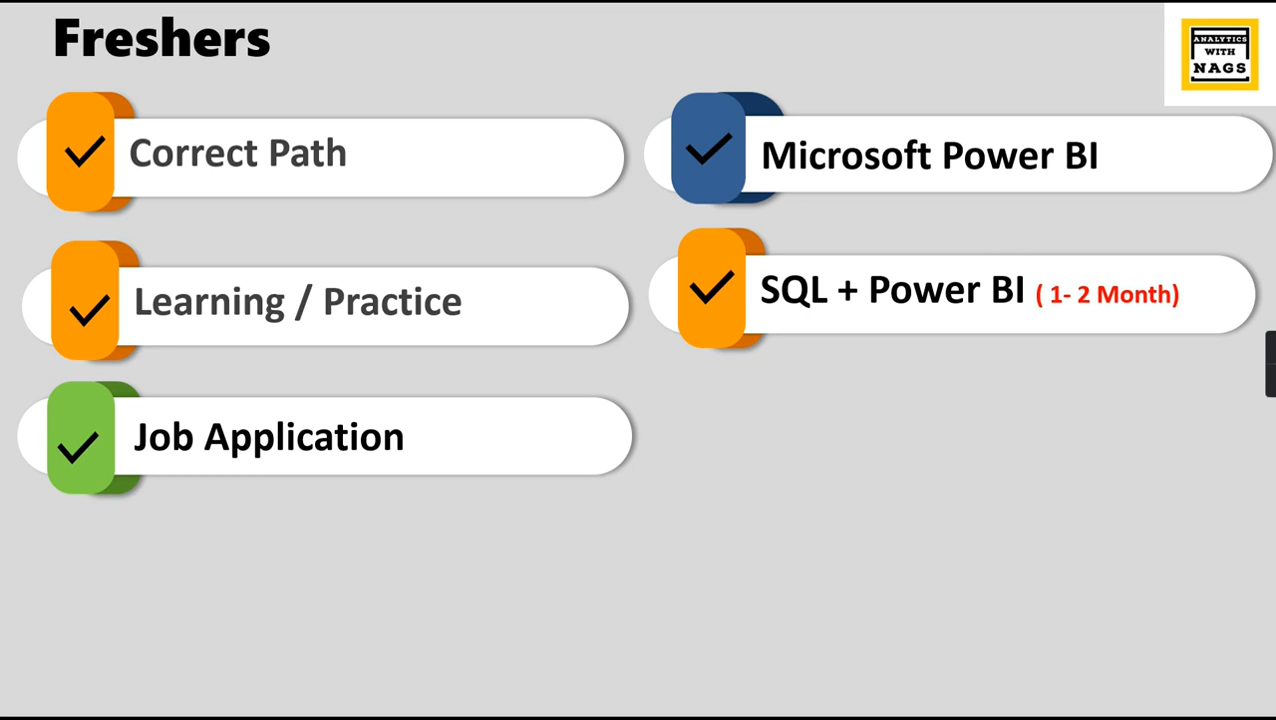 Freshers
ANALYTICS
WITH
NAGS
Correct Path
Microsoft Power BI
Learning / Practice
SQL + Power BI ( 1- 2 Month)
Job Application